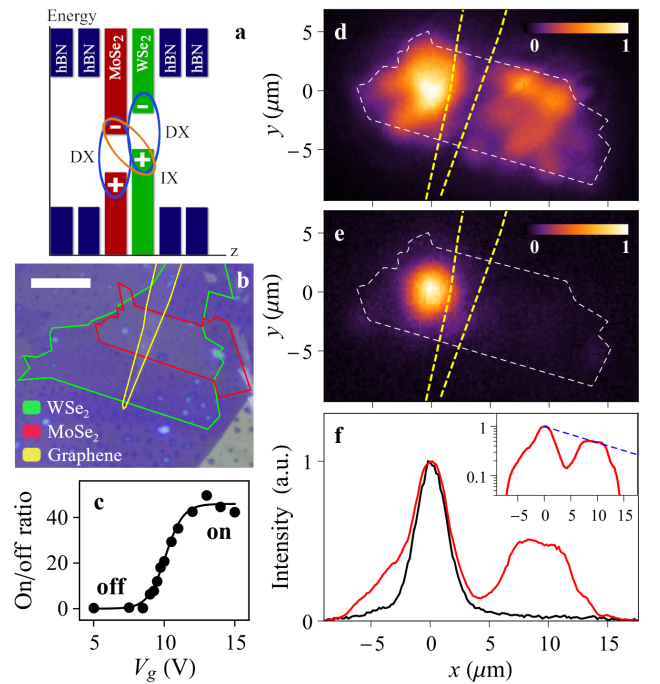 Energy
a
hBN
hBN
MoSe₂
WSe₂
hBN
hBN
−
−
DX
+
DX
+
IX
z
b
WSe₂
MoSe₂
Graphene
c
On/off ratio
40
20
0
off
on
5
10
15
V_g (V)
d
0
1
y (μm)
5
0
−5
e
0
1
y (μm)
5
0
−5
f
Intensity (a.u.)
1
0
−5
0
5
10
15
x (μm)
1
0.1
−5
0
5
10
15